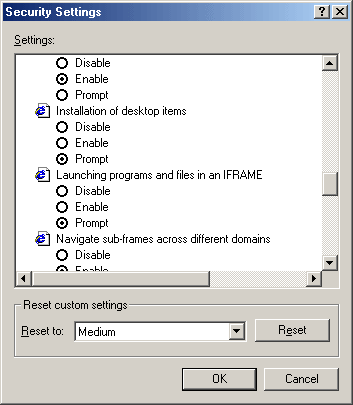 Security Settings
Settings:
Disable
Enable
Prompt
Installation of desktop items
Disable
Enable
Prompt
Launching programs and files in an IFRAME
Disable
Enable
Prompt
Navigate sub-frames across different domains
Disable
Enable
Reset custom settings
Reset to: Medium Reset
OK Cancel